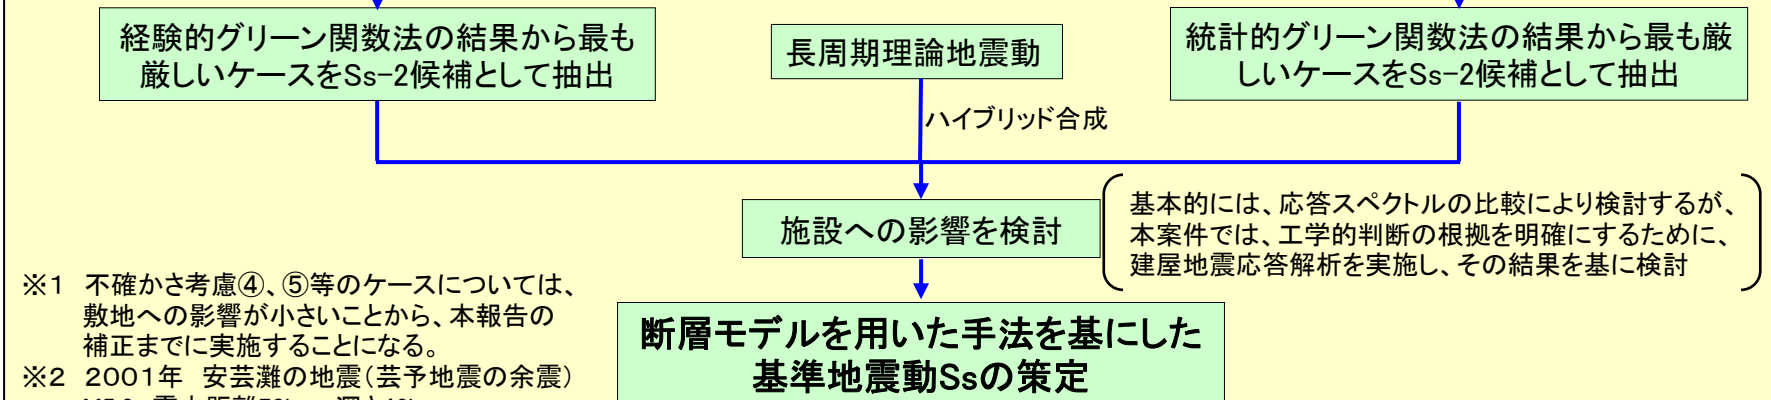 経験的グリーン関数法の結果から最も
厳しいケースをSs-2候補として抽出
長周期理論地震動
統計的グリーン関数法の結果から最も厳
しいケースをSs-2候補として抽出
ハイブリッド合成
施設への影響を検討
基本的には、応答スペクトルの比較により検討するが、
本案件では、工学的判断の根拠を明確にするために、
建屋地震応答解析を実施し、その結果を基に検討
※1 不確かさ考慮④、⑤等のケースについては、
敷地への影響が小さいことから、本報告の
補正までに実施することになる。
※2 2001年 安芸灘の地震(芸予地震の余震)
断層モデルを用いた手法を基にした
基準地震動Ssの策定